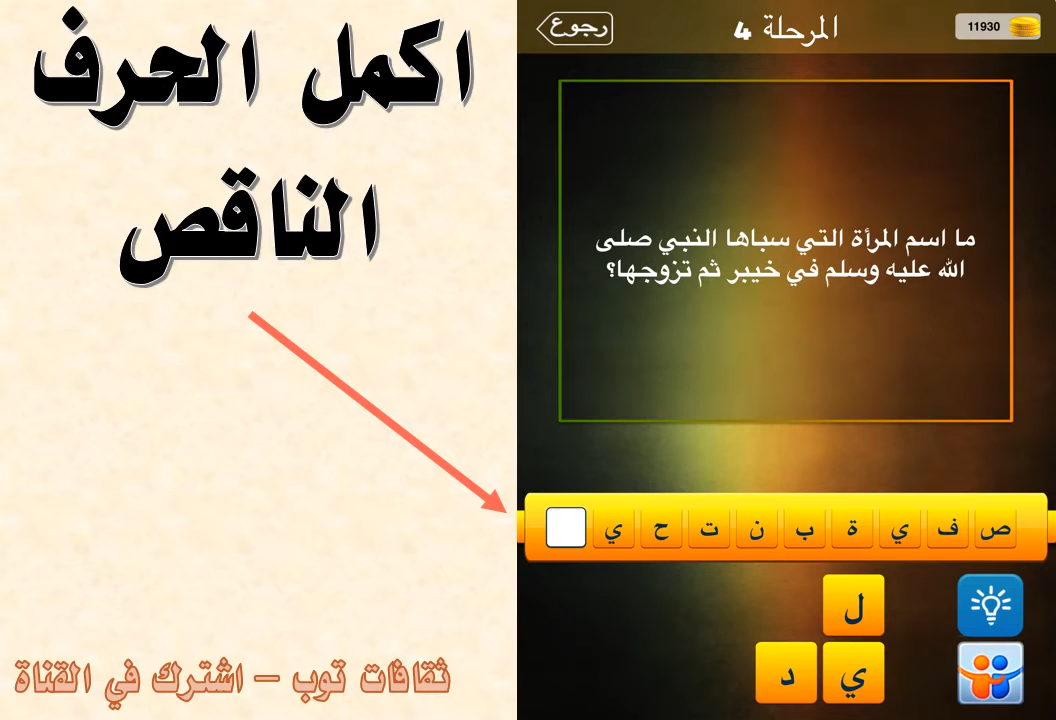 اكمل الحرف
الناقص
ثقافات توب – اشترك في القناة
رجوع
المرحلة 4
11930
ما اسم المرأة التي سباها النبي صلى
الله عليه وسلم في خيبر ثم تزوجها؟
ص ف ي ة ب ن ت ح ي
ل
ي د